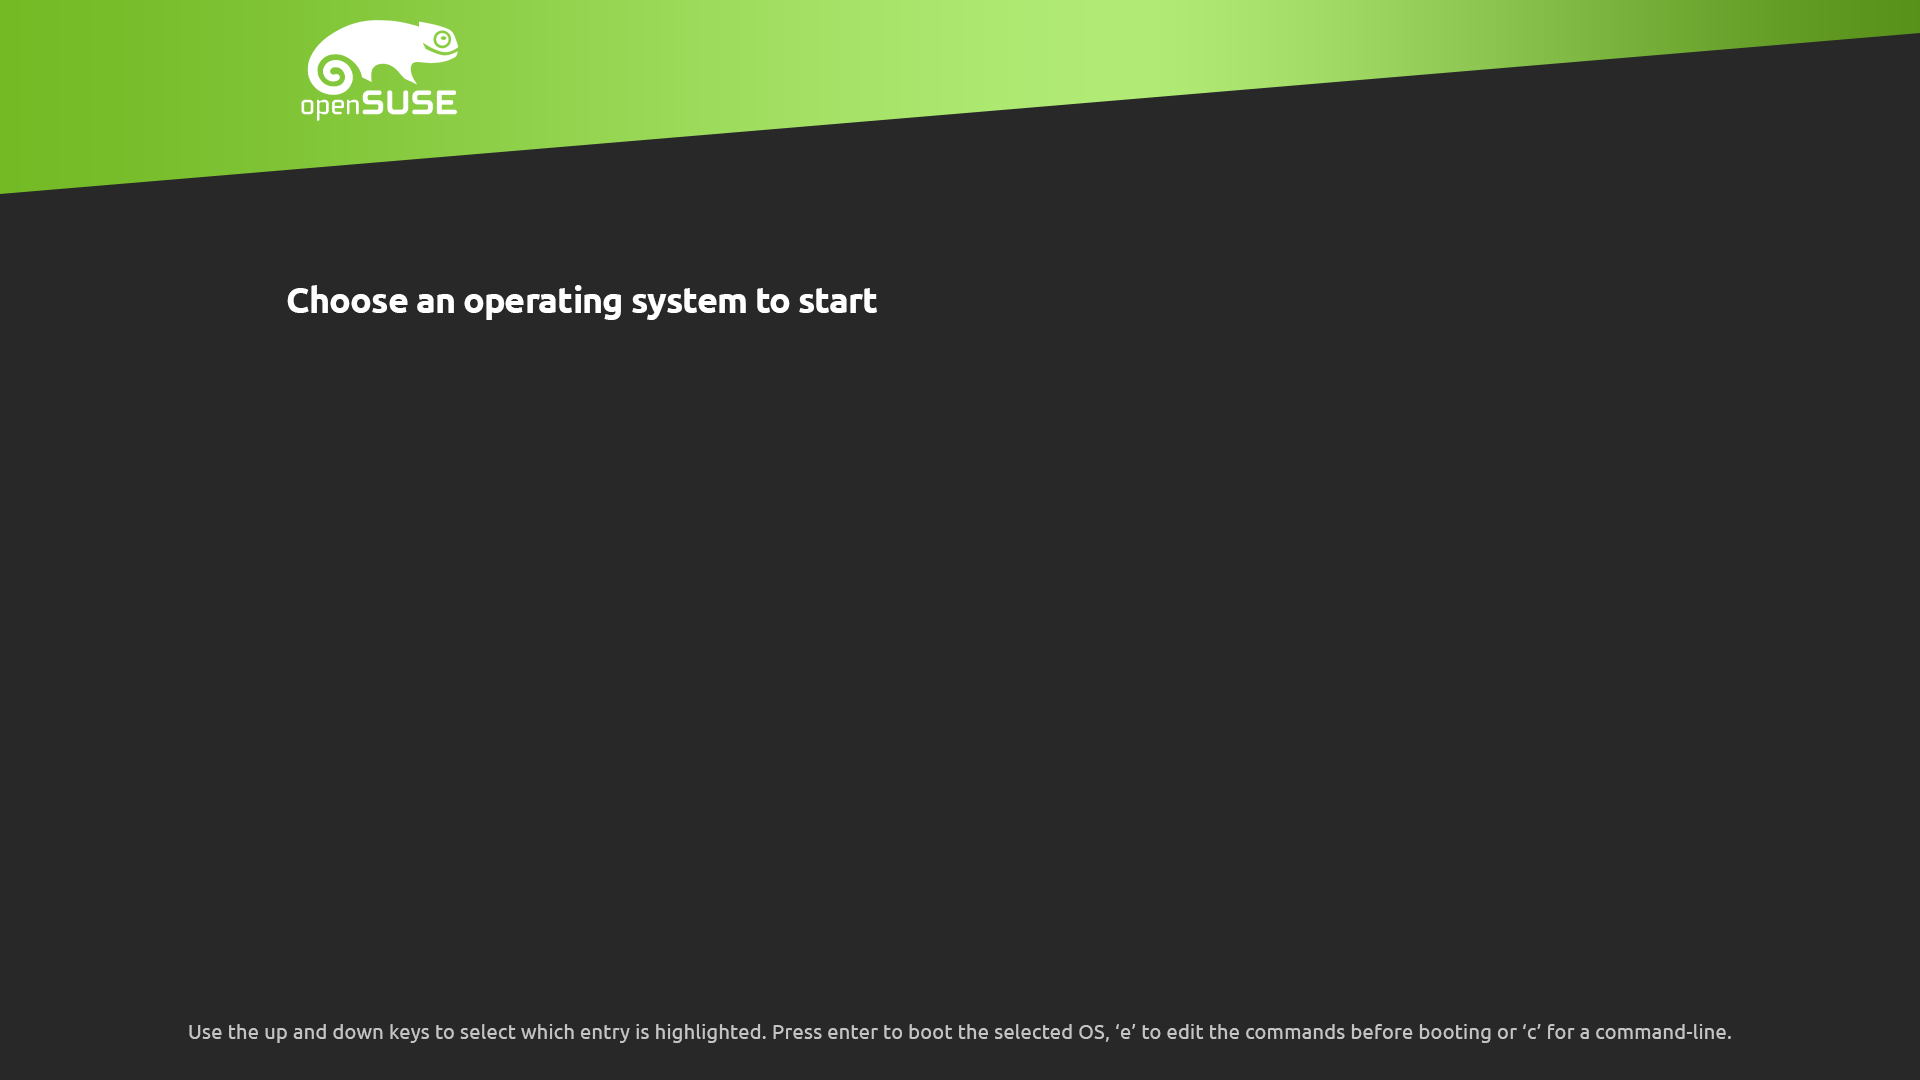 openSUSE
Choose an operating system to start
Use the up and down keys to select which entry is highlighted. Press enter to boot the selected OS, ‘e’ to edit the commands before booting or ‘c’ for a command-line.